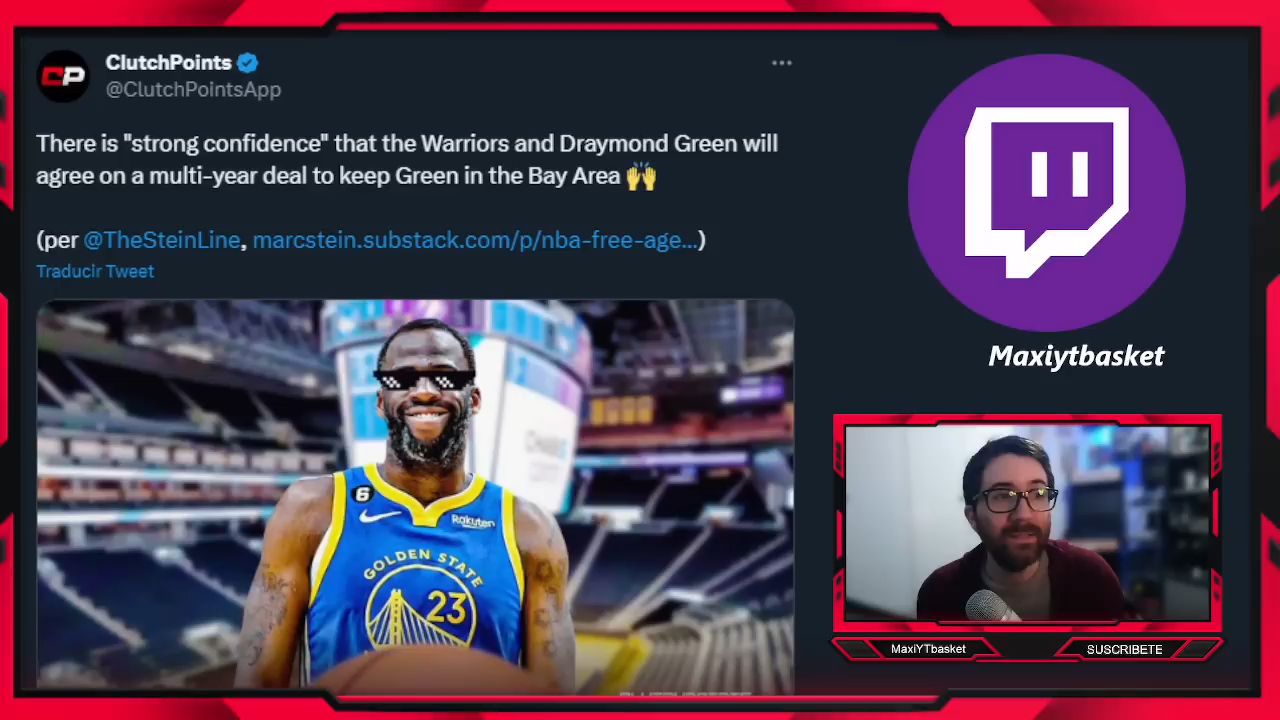 ClutchPoints
@ClutchPointsApp
There is "strong confidence" that the Warriors and Draymond Green will
agree on a multi-year deal to keep Green in the Bay Area 🙌
(per @TheSteinLine, marcstein.substack.com/p/nba-free-age...)
Traducir Tweet
CP
6
Rakuten
GOLDEN STATE
23
Maxiytbasket
MaxiYTbasket
SUSCRIBETE